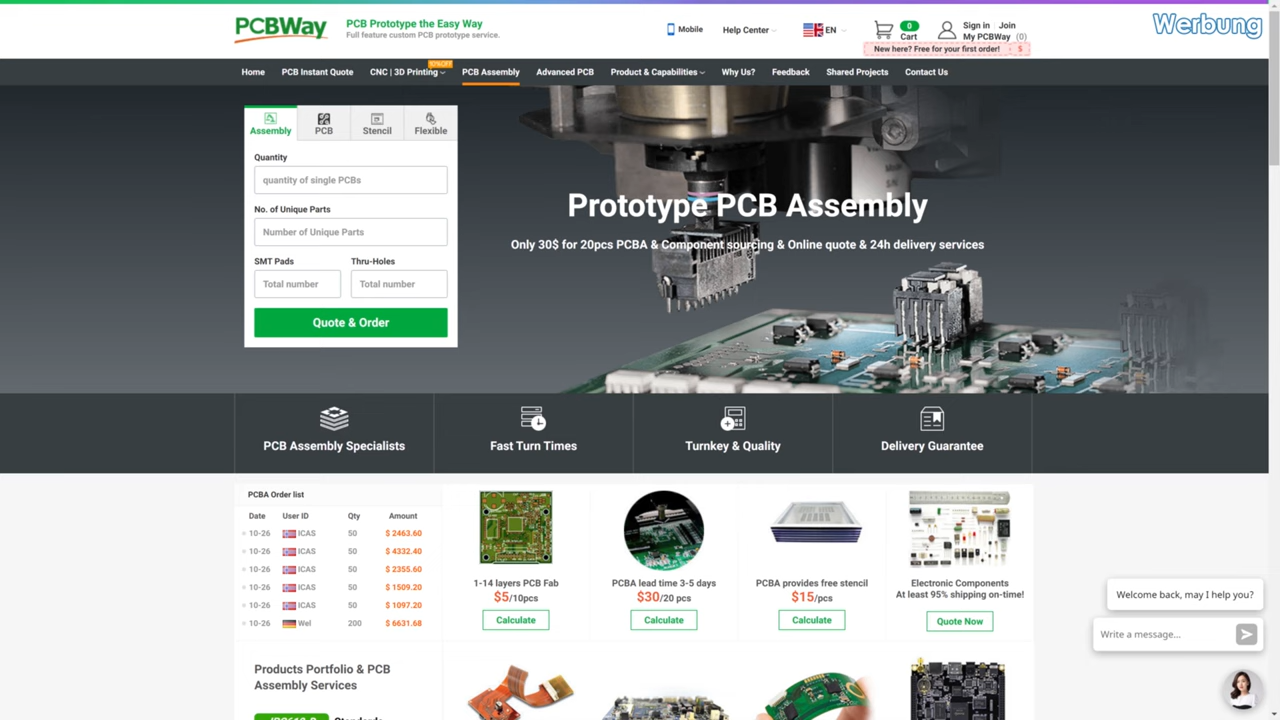 PCBWay
PCB Prototype the Easy Way
Full feature custom PCB prototype service.
Mobile
Help Center
EN
0
Cart
Sign in Join
My PCBWay (0)
New here? Free for your first order! $
Werbung
Home PCB Instant Quote CNC | 3D Printing 10%OFF PCB Assembly Advanced PCB Product & Capabilities Why Us? Feedback Shared Projects Contact Us
Assembly PCB Stencil Flexible
Quantity
quantity of single PCBs
No. of Unique Parts
Number of Unique Parts
SMT Pads Thru-Holes
Total number Total number
Quote & Order
Prototype PCB Assembly
Only 30$ for 20pcs PCBA & Component sourcing & Online quote & 24h delivery services
PCB Assembly Specialists
Fast Turn Times
Turnkey & Quality
Delivery Guarantee
PCBA Order list
Date User ID Qty Amount
10-26 ICAS 50 $ 2463.60
10-26 ICAS 50 $ 4332.40
10-26 ICAS 50 $ 2355.60
10-26 ICAS 50 $ 1509.20
10-26 ICAS 50 $ 1097.20
10-26 Wel 200 $ 6631.68
1-14 layers PCB Fab
$5/10pcs
Calculate
PCBA lead time 3-5 days
$30/20 pcs
Calculate
PCBA provides free stencil
$15/pcs
Calculate
Electronic Components
At least 95% shipping on-time!
Quote Now
Products Portfolio & PCB
Assembly Services
Welcome back, may I help you?
Write a message...